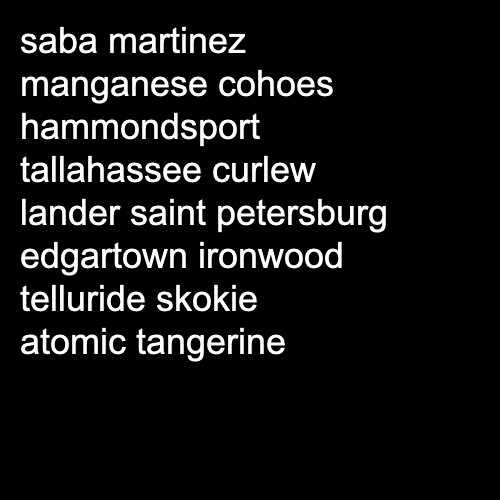 saba martinez
manganese cohoes
hammondsport
tallahassee curlew
lander saint petersburg
edgartown ironwood
telluride skokie
atomic tangerine